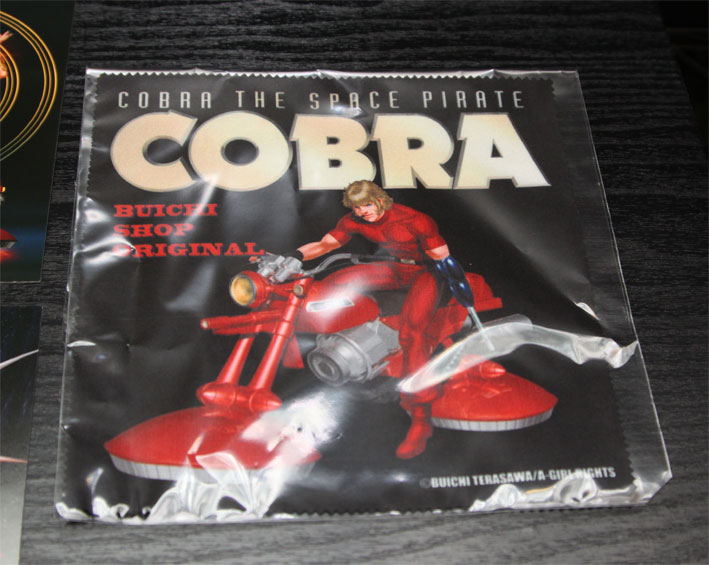 COBRA THE SPACE PIRATE
COBRA
BUICHI
SHOP
ORIGINAL
©BUICHI TERASAWA/A-GIRL RIGHTS